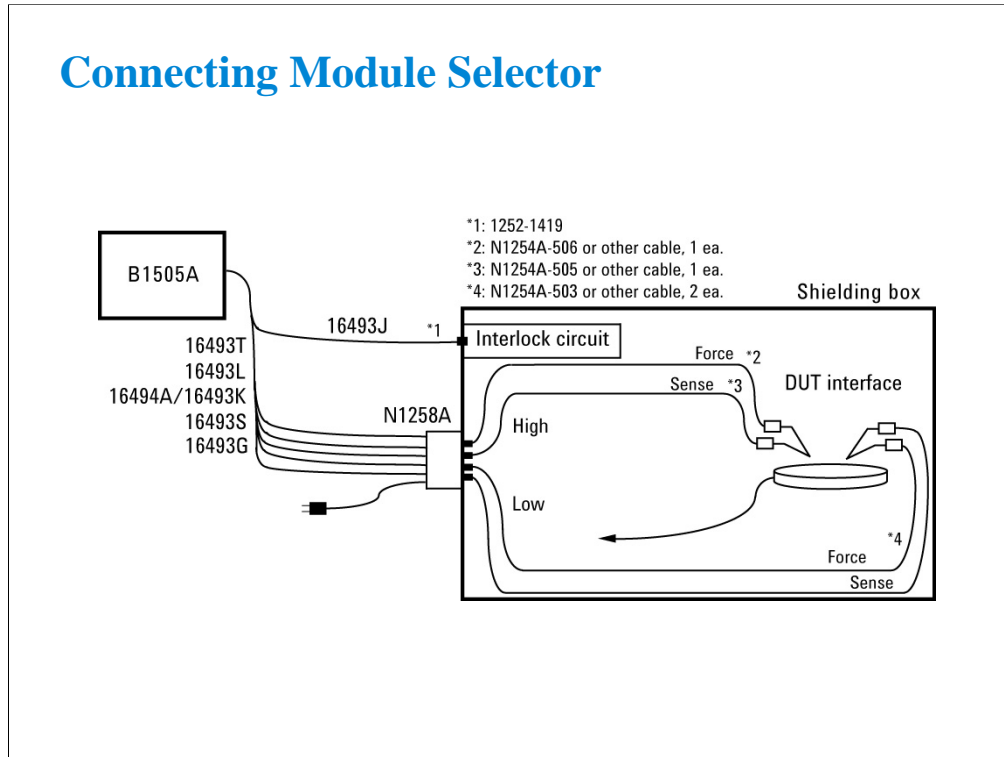 Connecting Module Selector
*1: 1252-1419
*2: N1254A-506 or other cable, 1 ea.
*3: N1254A-505 or other cable, 1 ea.
*4: N1254A-503 or other cable, 2 ea.
B1505A
Shielding box
16493J *1
Interlock circuit
16493T
16493L
16494A/16493K
16493S
16493G
N1258A
Force *2
Sense *3
DUT interface
High
Low
*4
Force
Sense